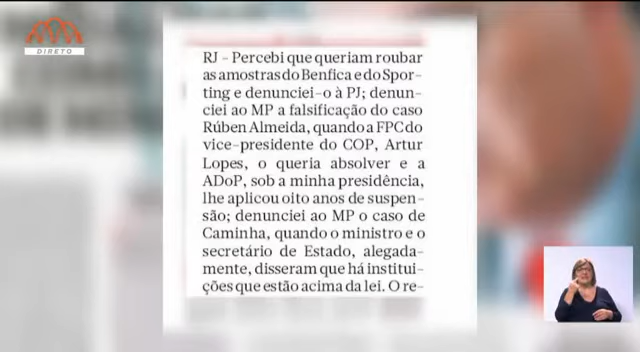 DIRETO
RJ – Percebi que queriam roubar
as amostras do Benfica e do Spor-
ting e denunciei-o à PJ; denun-
ciei ao MP a falsificação do caso
Rúben Almeida, quando a FPC do
vice-presidente do COP, Artur
Lopes, o queria absolver e a
ADoP, sob a minha presidência,
lhe aplicou oito anos de suspen-
são; denunciei ao MP o caso de
Caminha, quando o ministro e o
secretário de Estado, alegada-
mente, disseram que há institui-
ções que estão acima da lei. O re-